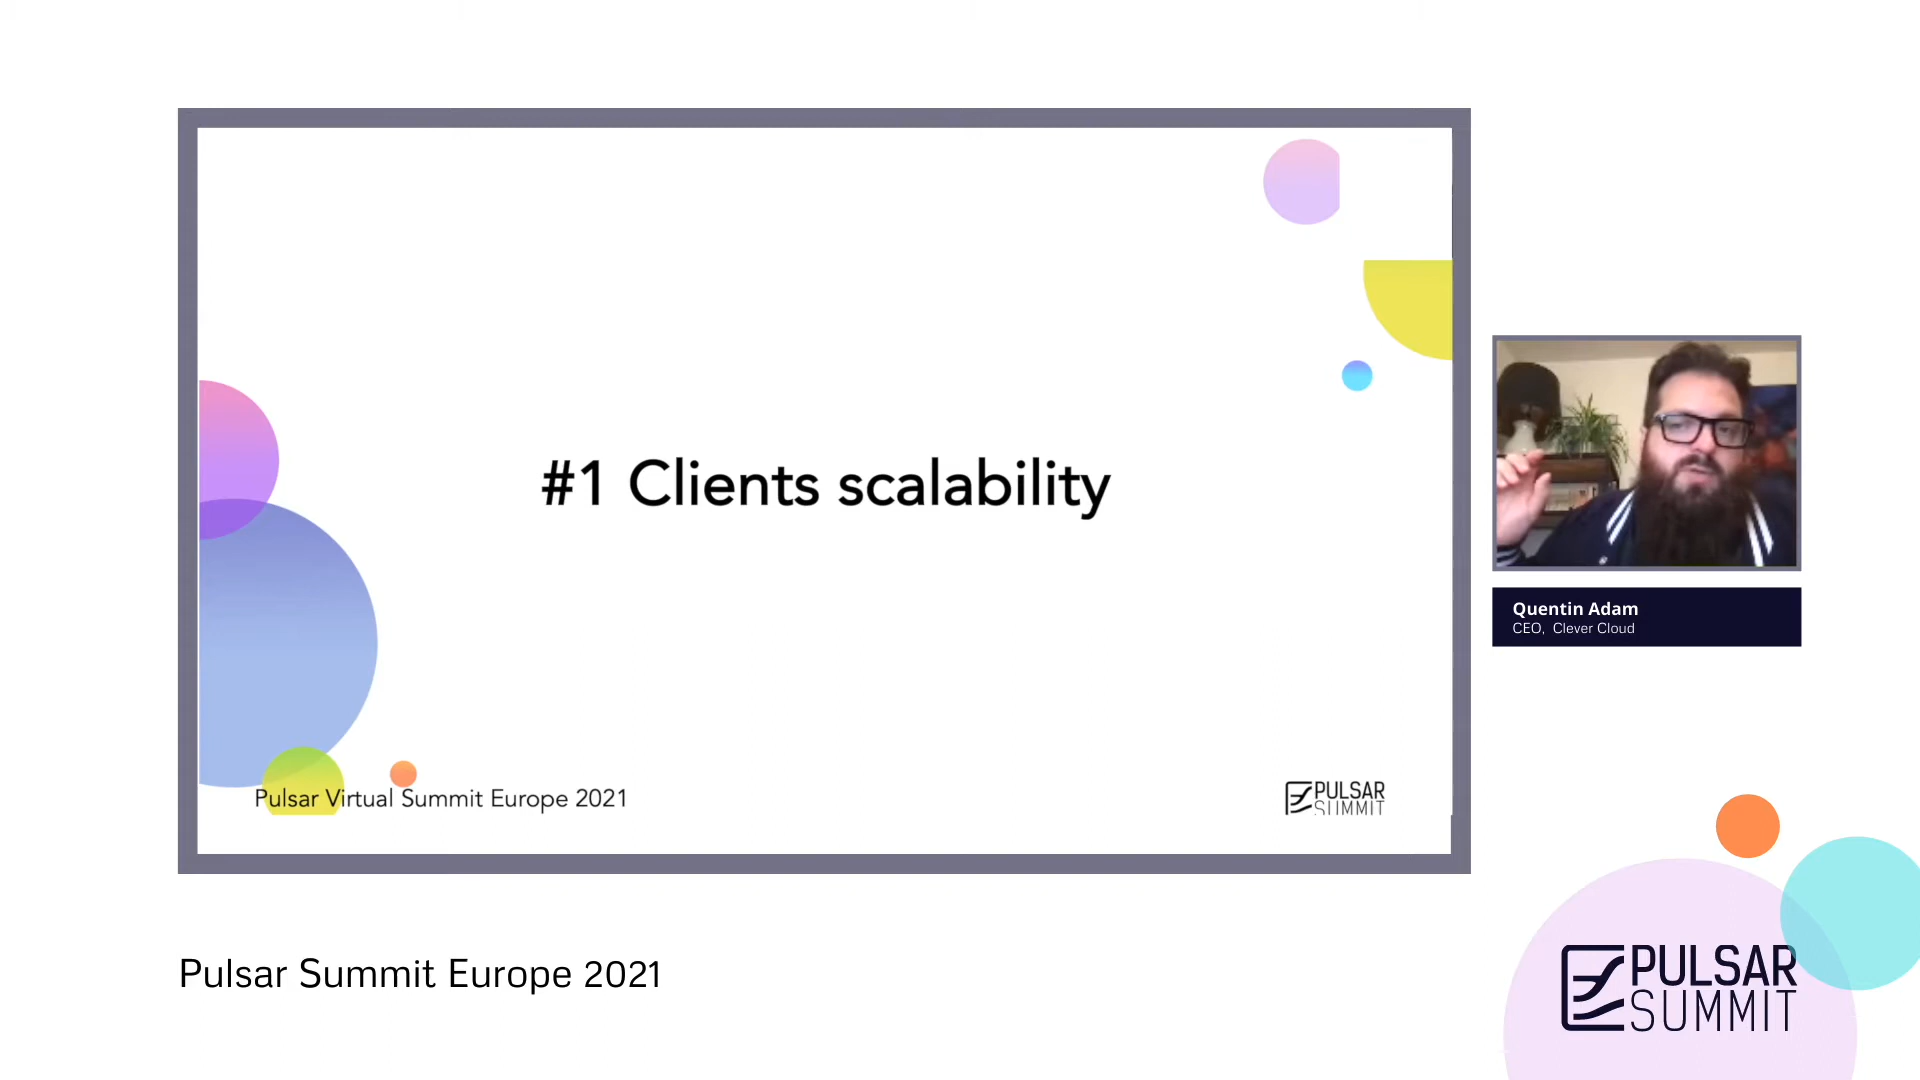 #1 Clients scalability
Pulsar Virtual Summit Europe 2021
PULSAR
SUMMIT
Quentin Adam
CEO, Clever Cloud
Pulsar Summit Europe 2021
PULSAR
SUMMIT